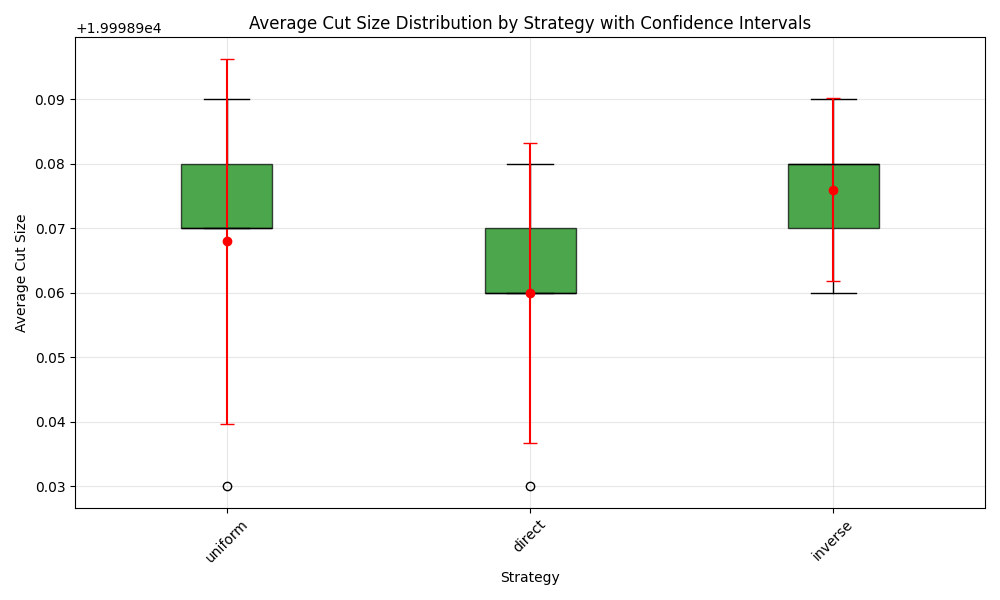 Average Cut Size Distribution by Strategy with Confidence Intervals
+1.99989e4
0.09
0.08
0.07
0.06
0.05
0.04
0.03
Average Cut Size
uniform
direct
inverse
Strategy